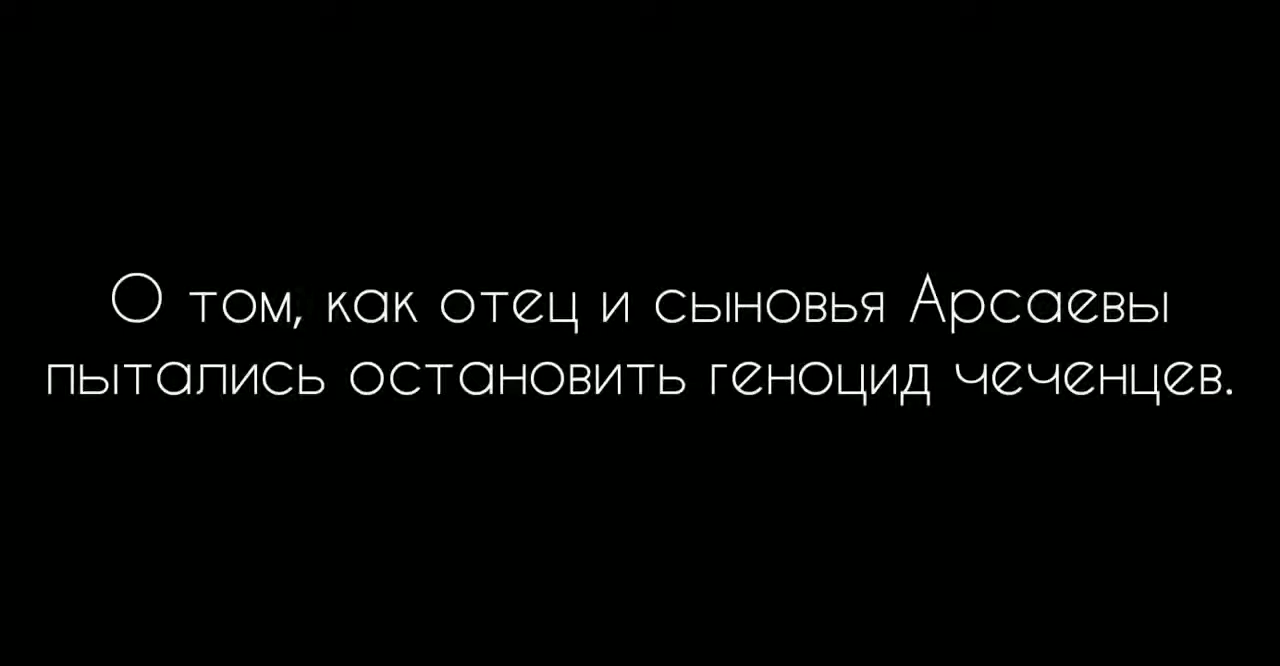 О том, как отец и сыновья Арсаевы
пытались остановить геноцид чеченцев.